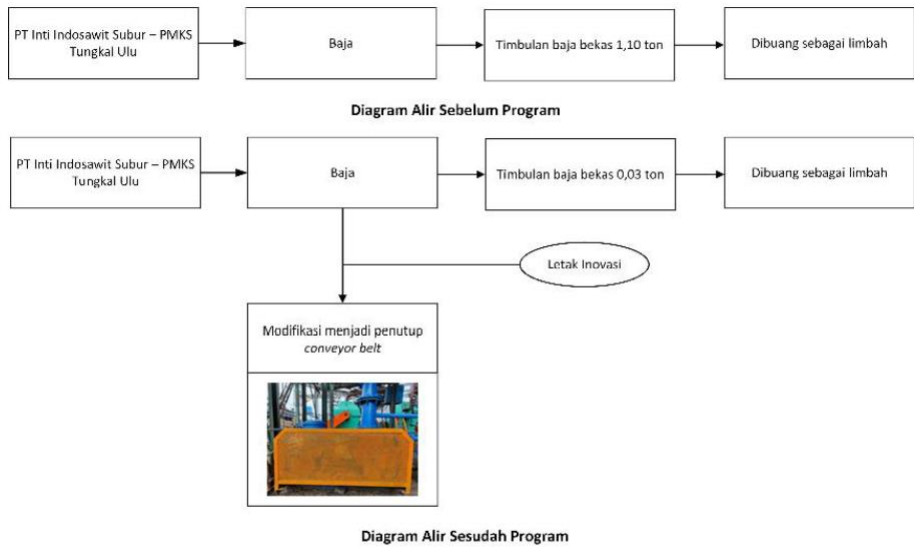 PT Inti Indosawit Subur – PMKS
Tungkal Ulu
Baja
Timbulan baja bekas 1,10 ton
Dibuang sebagai limbah
Diagram Alir Sebelum Program
PT Inti Indosawit Subur – PMKS
Tungkal Ulu
Baja
Timbulan baja bekas 0,03 ton
Dibuang sebagai limbah
Letak Inovasi
Modifikasi menjadi penutup
conveyor belt
Diagram Alir Sesudah Program